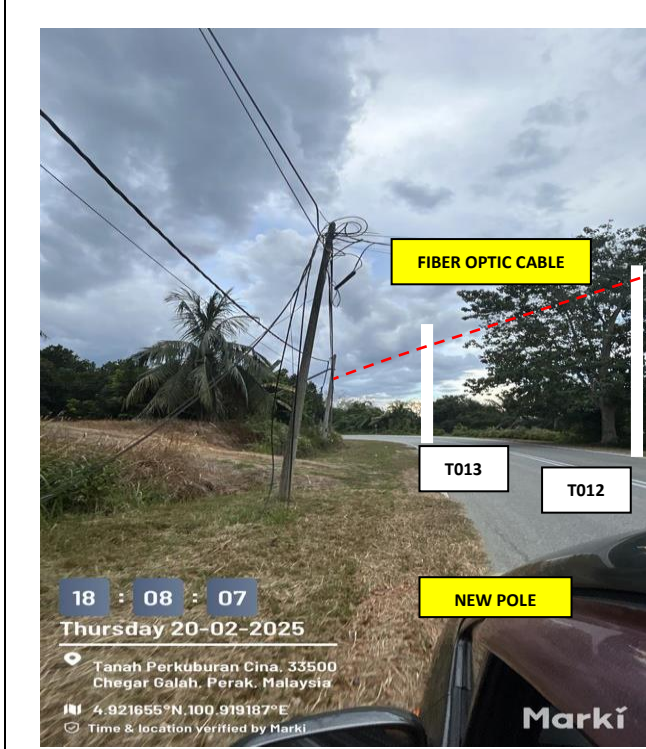 FIBER OPTIC CABLE
T013
T012
NEW POLE
18 : 08 : 07
Thursday 20-02-2025
Tanah Perkuburan Cina, 33500
Chegar Galah, Perak, Malaysia
4.921655°N,100.919187°E
Time & location verified by Marki
Marki